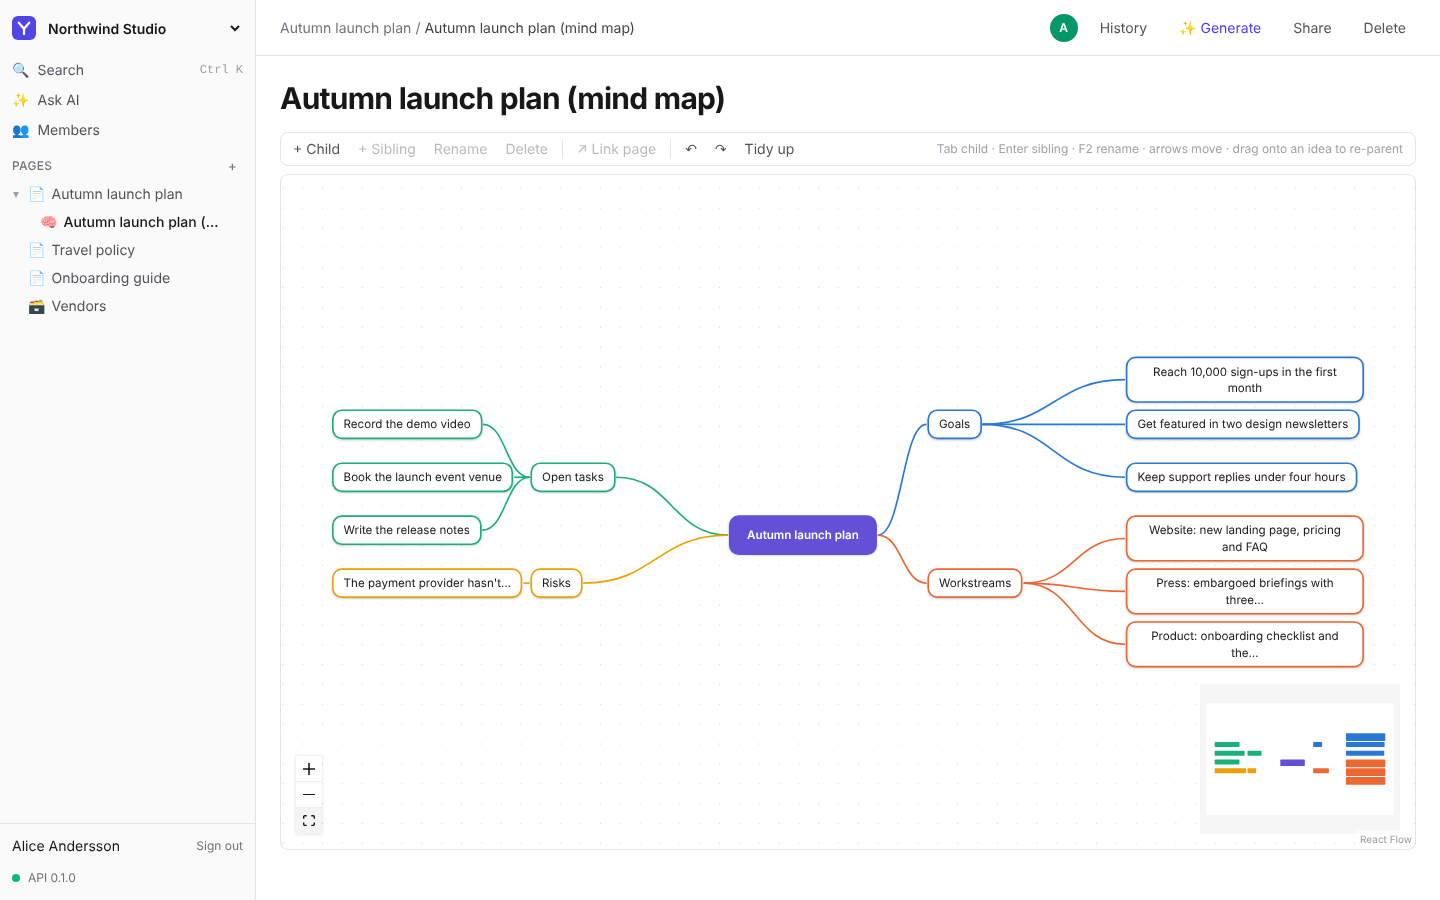 Northwind Studio
Search Ctrl K
Ask AI
Members
PAGES +
Autumn launch plan
Autumn launch plan (...
Travel policy
Onboarding guide
Vendors
Alice Andersson Sign out
API 0.1.0
Autumn launch plan / Autumn launch plan (mind map)
A History ✨ Generate Share Delete
Autumn launch plan (mind map)
+ Child + Sibling Rename Delete ↗ Link page ↶ ↷ Tidy up Tab child · Enter sibling · F2 rename · arrows move · drag onto an idea to re-parent
Record the demo video
Book the launch event venue
Write the release notes
Open tasks
The payment provider hasn't...
Risks
Autumn launch plan
Goals
Reach 10,000 sign-ups in the first
month
Get featured in two design newsletters
Keep support replies under four hours
Workstreams
Website: new landing page, pricing
and FAQ
Press: embargoed briefings with
three...
Product: onboarding checklist and
the...
React Flow